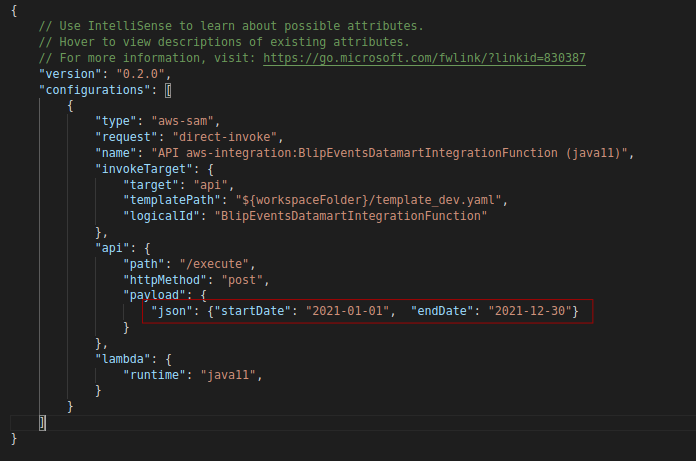 {
// Use IntelliSense to learn about possible attributes.
// Hover to view descriptions of existing attributes.
// For more information, visit: https://go.microsoft.com/fwlink/?linkid=830387
"version": "0.2.0",
"configurations": [
{
"type": "aws-sam",
"request": "direct-invoke",
"name": "API aws-integration:BlipEventsDatamartIntegrationFunction (java11)",
"invokeTarget": {
"target": "api",
"templatePath": "${workspaceFolder}/template_dev.yaml",
"logicalId": "BlipEventsDatamartIntegrationFunction"
},
"api": {
"path": "/execute",
"httpMethod": "post",
"payload": {
"json": {"startDate": "2021-01-01",  "endDate": "2021-12-30"}
}
},
"lambda": {
"runtime": "java11",
}
}
]
}